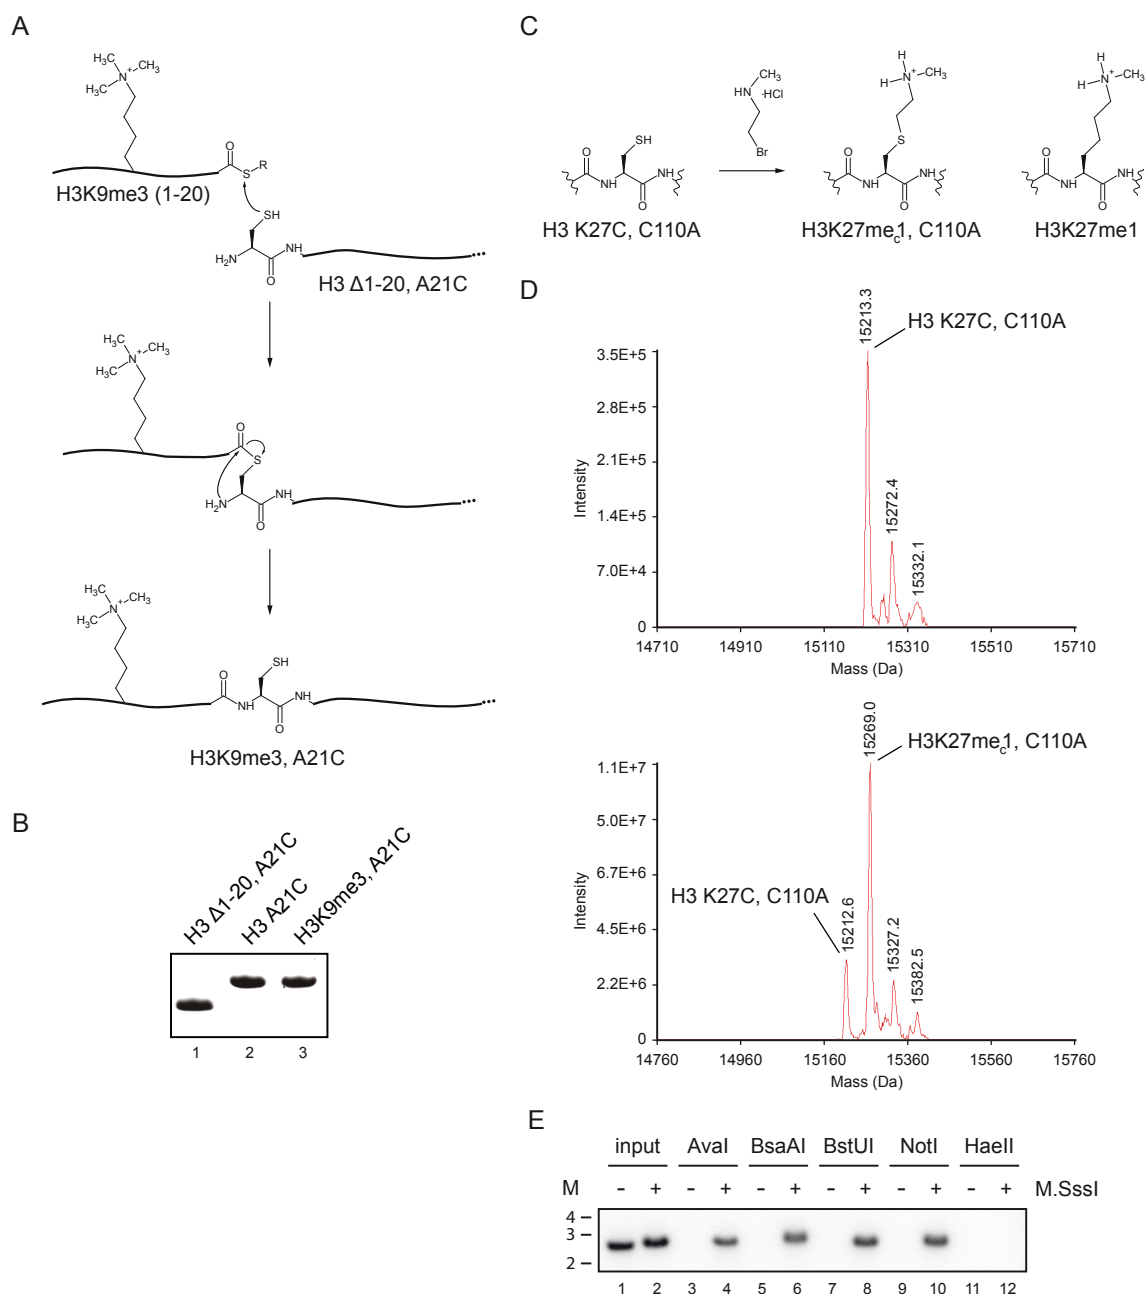 A
CH₃
H₃C
N⁺
CH₃
H₃C
O
S
R
H3K9me3 (1-20)
SH
H₂N
NH
O
H3 Δ1-20, A21C
CH₃
H₃C
N⁺
CH₃
H₃C
O
S
H₂N
NH
O
CH₃
H₃C
N⁺
CH₃
H₃C
SH
O
NH
NH
O
H3K9me3, A21C
B
H3 Δ1-20, A21C
H3 A21C
H3K9me3, A21C
1 2 3
C
O
NH
SH
NH
O
H3 K27C, C110A
CH₃
HN
·HCl
Br
H
H
N⁺
CH₃
S
O
NH
NH
O
H3K27me_c1, C110A
H
H
N⁺
CH₃
O
NH
NH
O
H3K27me1
D
15213.3
H3 K27C, C110A
15272.4
15332.1
3.5E+5
2.8E+5
2.1E+5
1.4E+5
7.0E+4
0
Intensity
14710 14910 15110 15310 15510 15710
Mass (Da)
15269.0
H3K27me_c1, C110A
H3 K27C, C110A
15212.6
15327.2
15382.5
1.1E+7
5.0E+7
6.7E+6
4.5E+6
2.2E+6
0
Intensity
14760 14960 15160 15360 15560 15760
Mass (Da)
E
input AvaI BsaAI BstUI NotI HaeII
M - + - + - + - + - + - + M.SssI
4
3
2
1 2 3 4 5 6 7 8 9 10 11 12